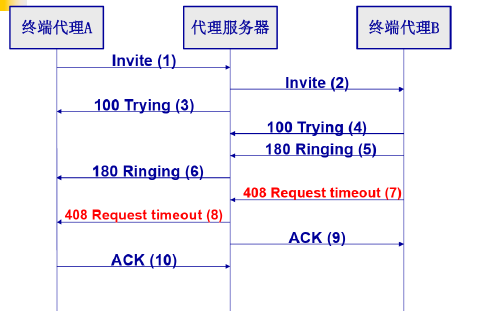 终端代理A
代理服务器
终端代理B
Invite (1)
Invite (2)
100 Trying (3)
100 Trying (4)
180 Ringing (5)
180 Ringing (6)
408 Request timeout (7)
408 Request timeout (8)
ACK (9)
ACK (10)